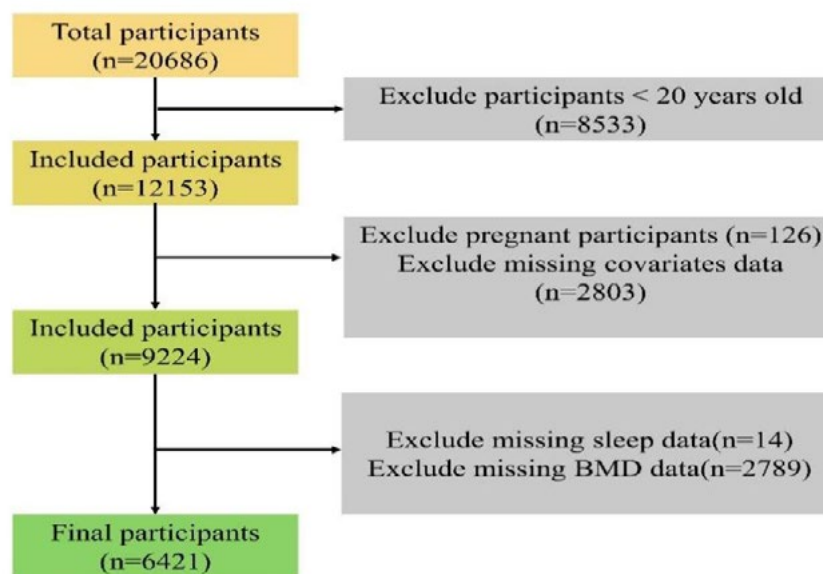 Total participants
(n=20686)
Exclude participants < 20 years old
(n=8533)
Included participants
(n=12153)
Exclude pregnant participants (n=126)
Exclude missing covariates data
(n=2803)
Included participants
(n=9224)
Exclude missing sleep data(n=14)
Exclude missing BMD data(n=2789)
Final participants
(n=6421)